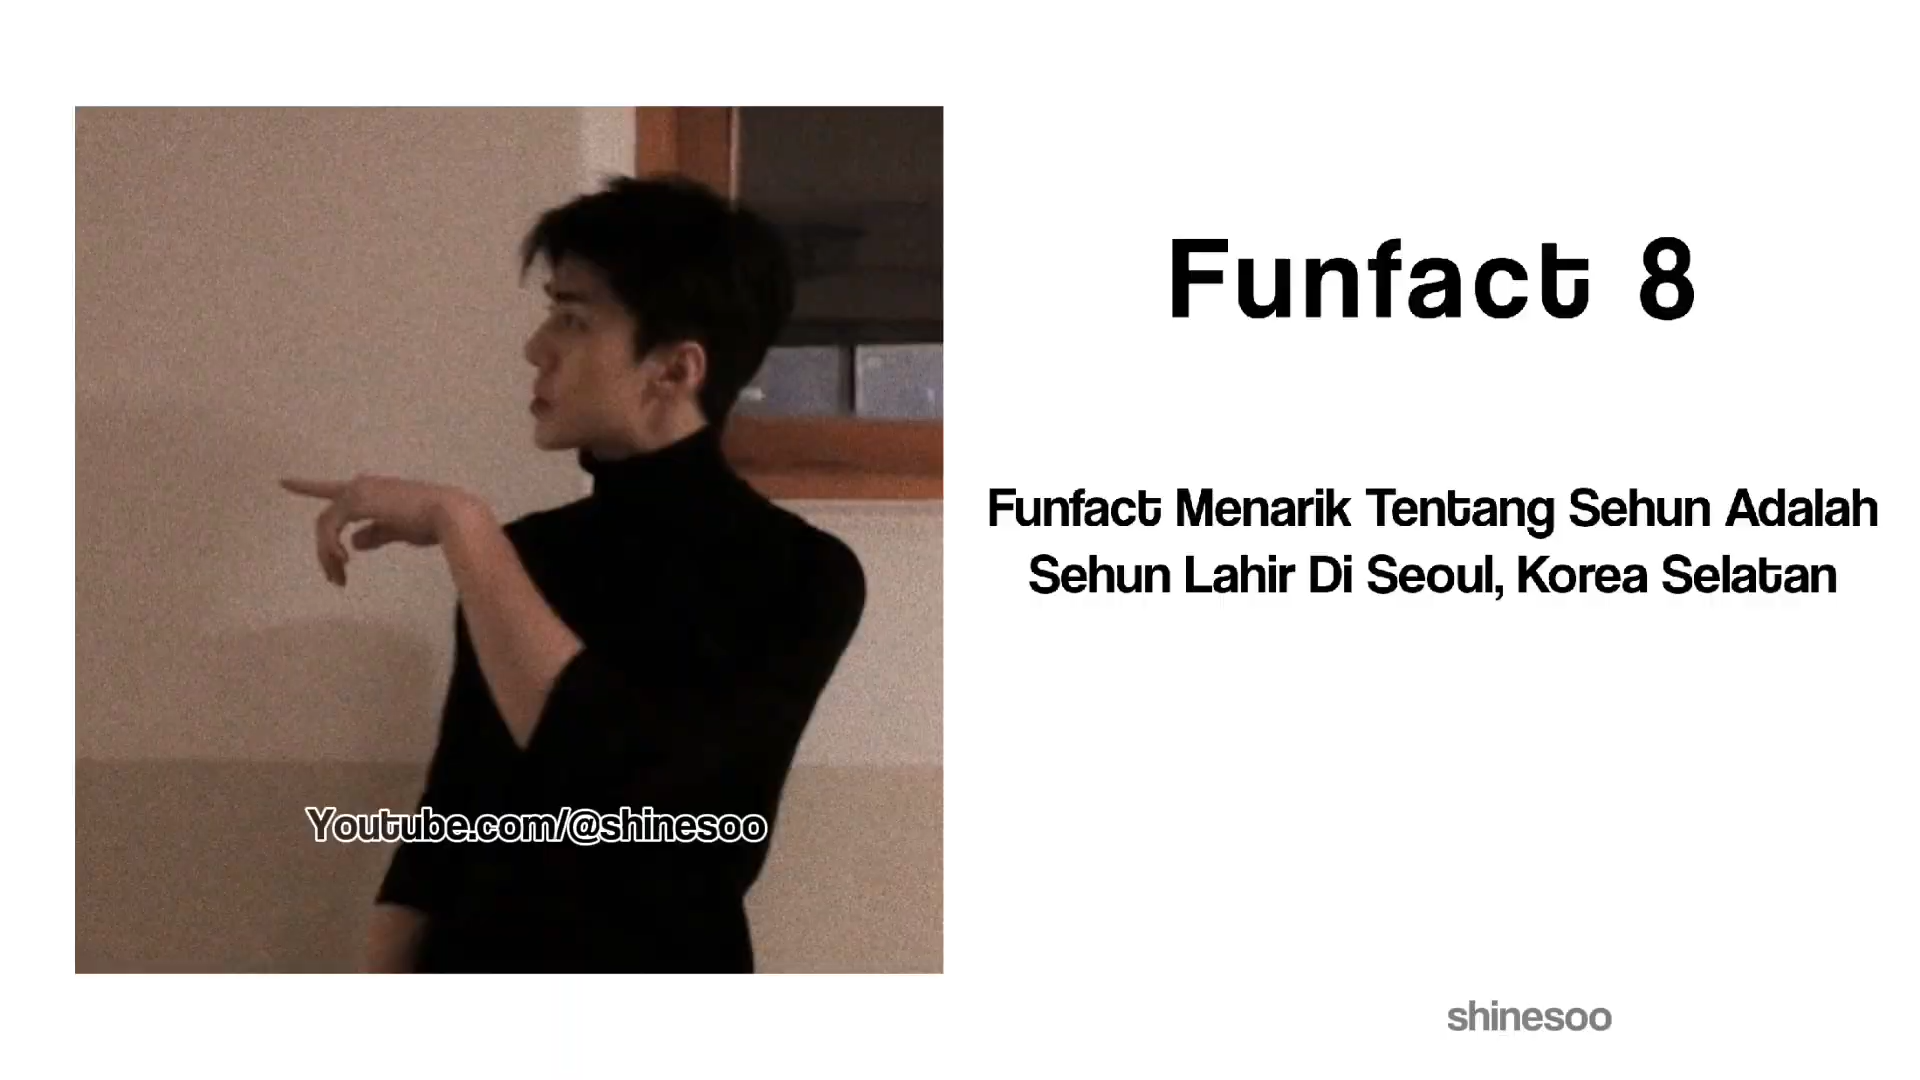 Funfact 8
Funfact Menarik Tentang Sehun Adalah
Sehun Lahir Di Seoul, Korea Selatan
Youtube.com/@shinesoo
shinesoo